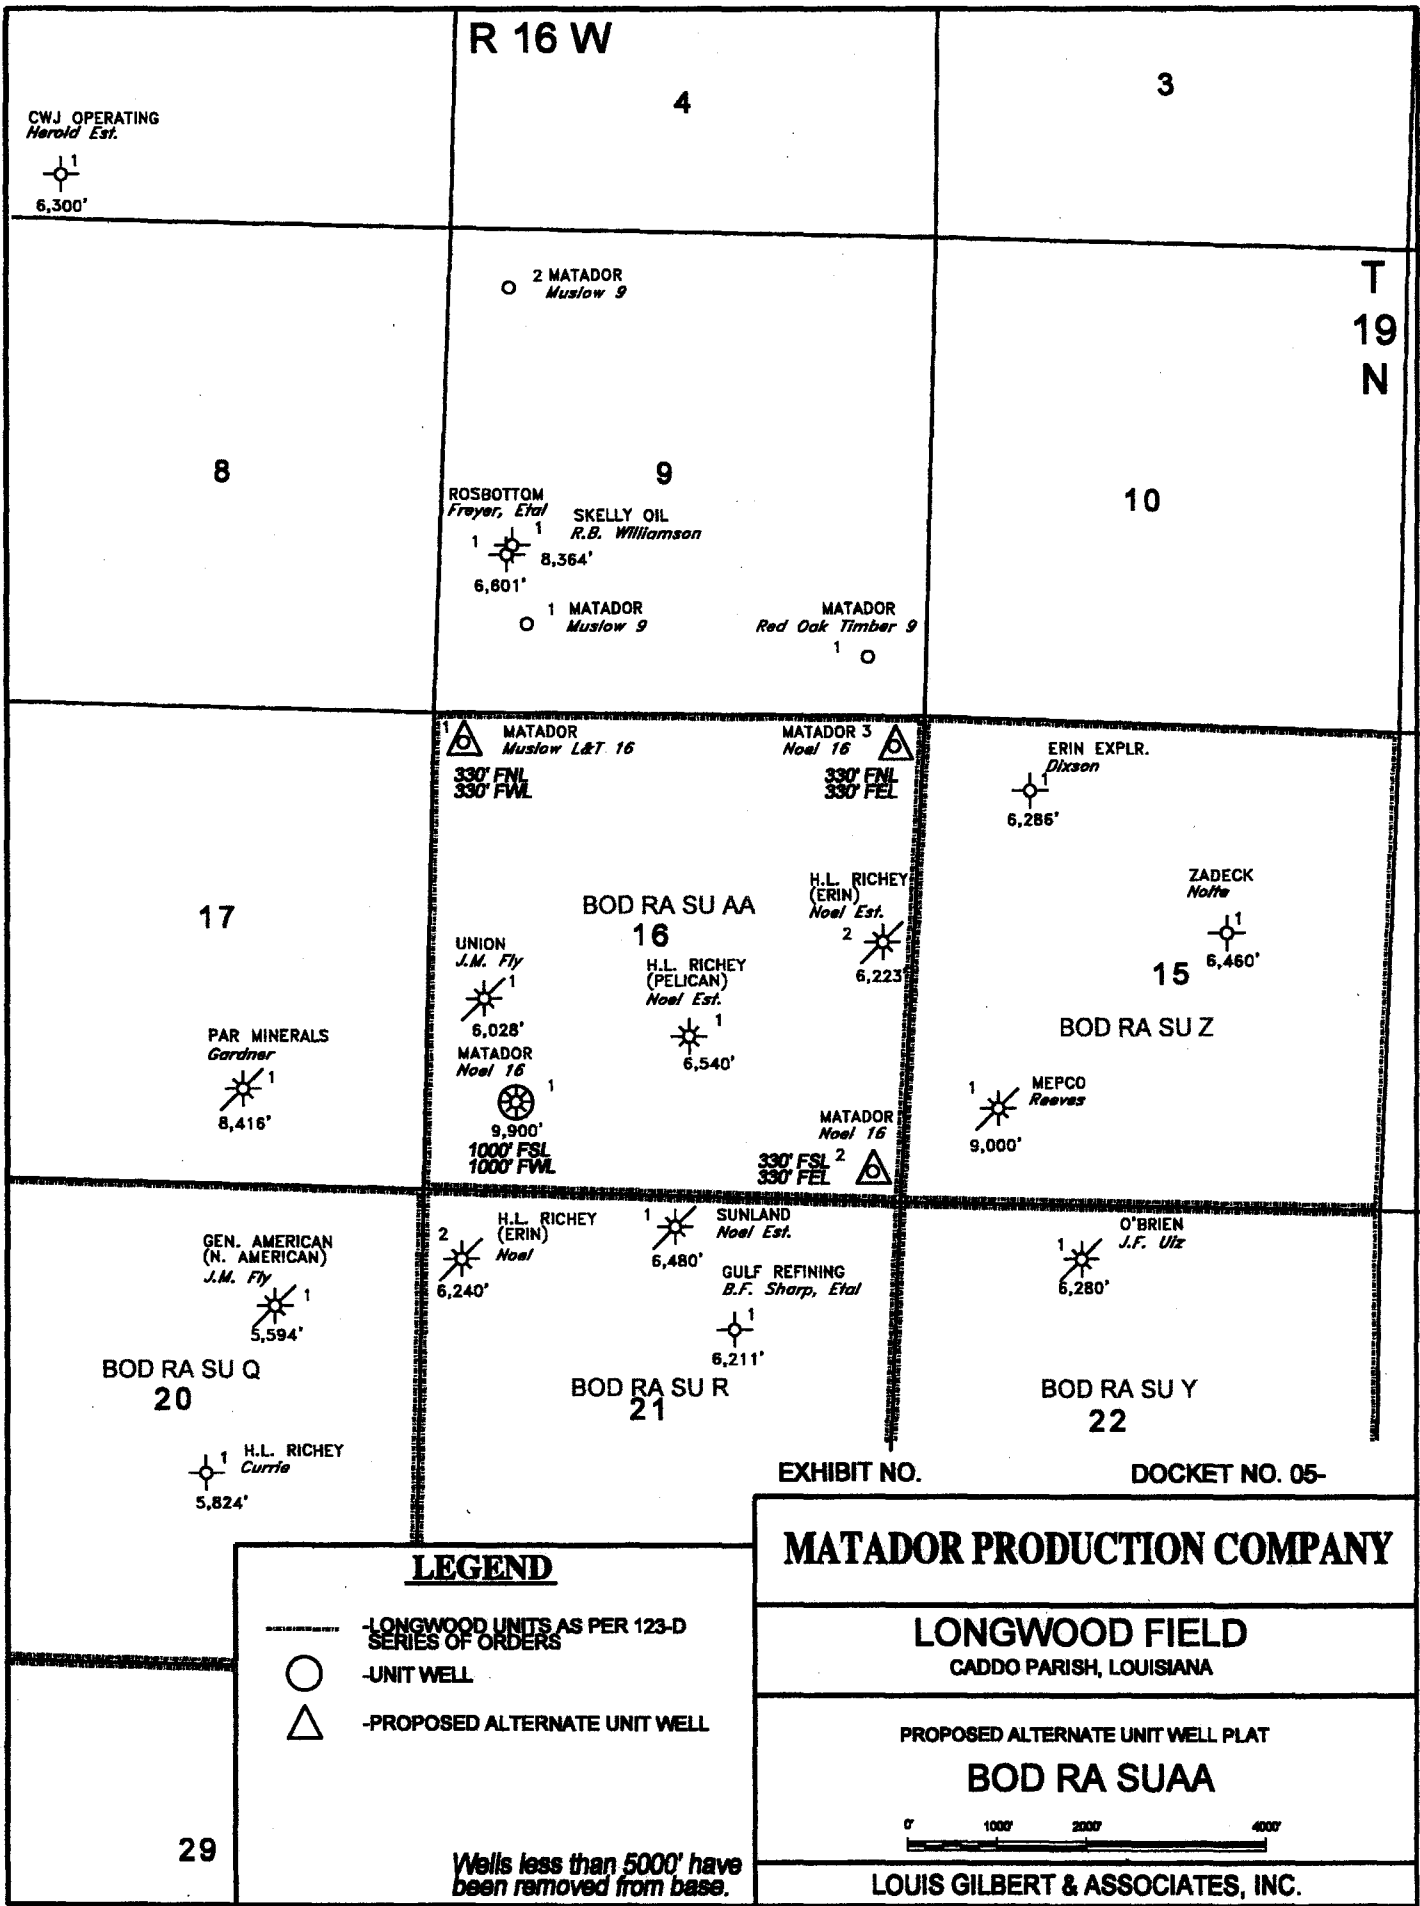 R 16 W
4
3
CWJ OPERATING
Herold Est.
1
6,300'
T
19
N
2 MATADOR
Muslow 9
8
9
10
ROSBOTTOM
Freyer, Etal
1
6,601'
SKELLY OIL
R.B. Williamson
1
8,364'
1 MATADOR
Muslow 9
MATADOR
Red Oak Timber 9
1
1
MATADOR
Muslow L&T 16
330' FNL
330' FWL
MATADOR 3
Noel 16
330' FNL
330' FEL
ERIN EXPLR.
Dixson
1
6,286'
17
BOD RA SU AA
16
H.L. RICHEY
(ERIN)
Noel Est.
2
6,223'
ZADECK
Nolte
1
6,460'
15
BOD RA SU Z
UNION
J.M. Fly
1
6,028'
H.L. RICHEY
(PELICAN)
Noel Est.
1
6,540'
PAR MINERALS
Gardner
1
8,416'
MATADOR
Noel 16
1
9,900'
1000' FSL
1000' FWL
MATADOR
Noel 16
2
330' FSL
330' FEL
1 MEPCO
Reeves
9,000'
GEN. AMERICAN
(N. AMERICAN)
J.M. Fly
1
5,594'
BOD RA SU Q
20
1 H.L. RICHEY
Currie
5,824'
2
H.L. RICHEY
(ERIN)
Noel
6,240'
1 SUNLAND
Noel Est.
6,480'
GULF REFINING
B.F. Sharp, Etal
1
6,211'
BOD RA SU R
21
O'BRIEN
J.F. Utz
1
6,280'
BOD RA SU Y
22
EXHIBIT NO.
DOCKET NO. 05-
LEGEND
-LONGWOOD UNITS AS PER 123-D
SERIES OF ORDERS
-UNIT WELL
-PROPOSED ALTERNATE UNIT WELL
Wells less than 5000' have
been removed from base.
29
MATADOR PRODUCTION COMPANY
LONGWOOD FIELD
CADDO PARISH, LOUISIANA
PROPOSED ALTERNATE UNIT WELL PLAT
BOD RA SUAA
0' 1000' 2000' 4000'
LOUIS GILBERT & ASSOCIATES, INC.